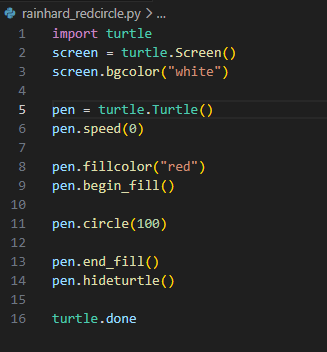 rainhard_redcircle.py > ...
1 import turtle
2 screen = turtle.Screen()
3 screen.bgcolor("white")
4
5 pen = turtle.Turtle()
6 pen.speed(0)
7
8 pen.fillcolor("red")
9 pen.begin_fill()
10
11 pen.circle(100)
12
13 pen.end_fill()
14 pen.hideturtle()
15
16 turtle.done